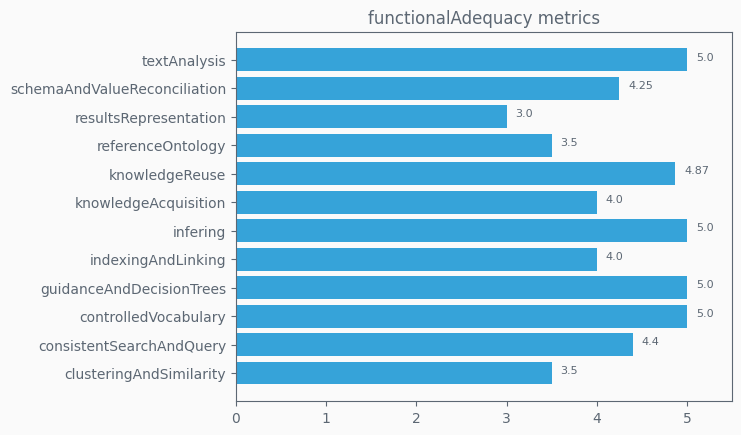 functionalAdequacy metrics
textAnalysis 5.0
schemaAndValueReconciliation 4.25
resultsRepresentation 3.0
referenceOntology 3.5
knowledgeReuse 4.87
knowledgeAcquisition 4.0
infering 5.0
indexingAndLinking 4.0
guidanceAndDecisionTrees 5.0
controlledVocabulary 5.0
consistentSearchAndQuery 4.4
clusteringAndSimilarity 3.5
0 1 2 3 4 5